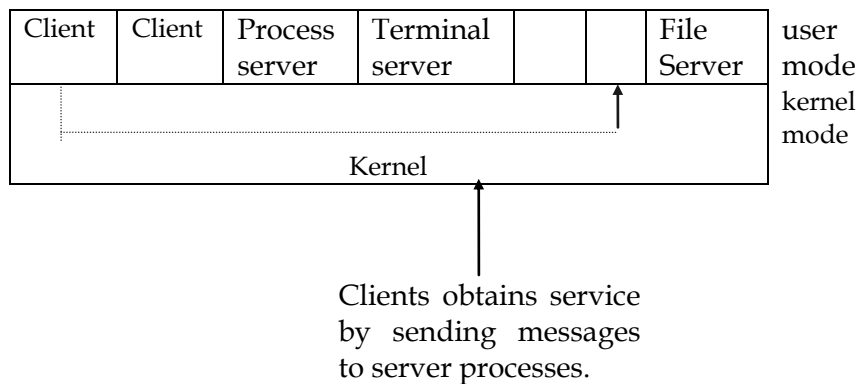 Client Client Process Terminal File user
server server Server mode
kernel
mode
Kernel
Clients obtains service
by sending messages
to server processes.